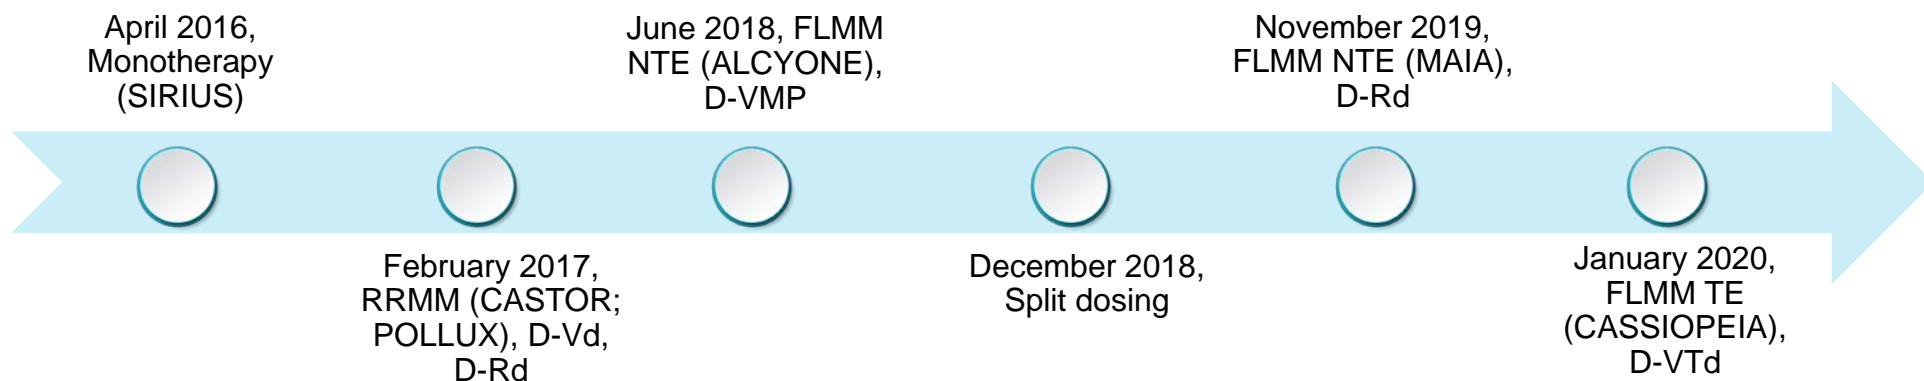 April 2016,
Monotherapy
(SIRIUS)
February 2017,
RRMM (CASTOR;
POLLUX), D-Vd,
D-Rd
June 2018, FLMM
NTE (ALCYONE),
D-VMP
December 2018,
Split dosing
November 2019,
FLMM NTE (MAIA),
D-Rd
January 2020,
FLMM TE
(CASSIOPEIA),
D-VTd